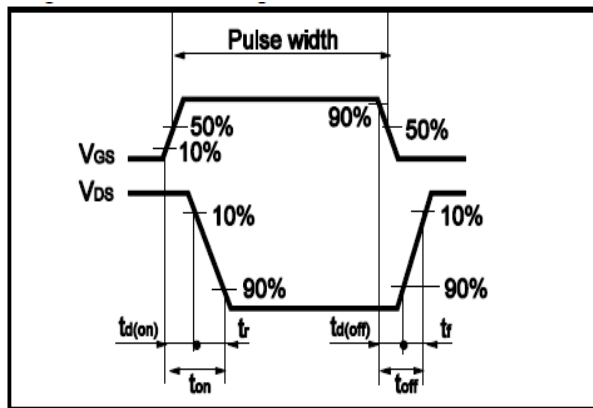 Pulse width
90%
50%
50%
10%
VGS
VDS
10%
10%
90%
90%
td(on)
tr
td(off)
tf
ton
toff